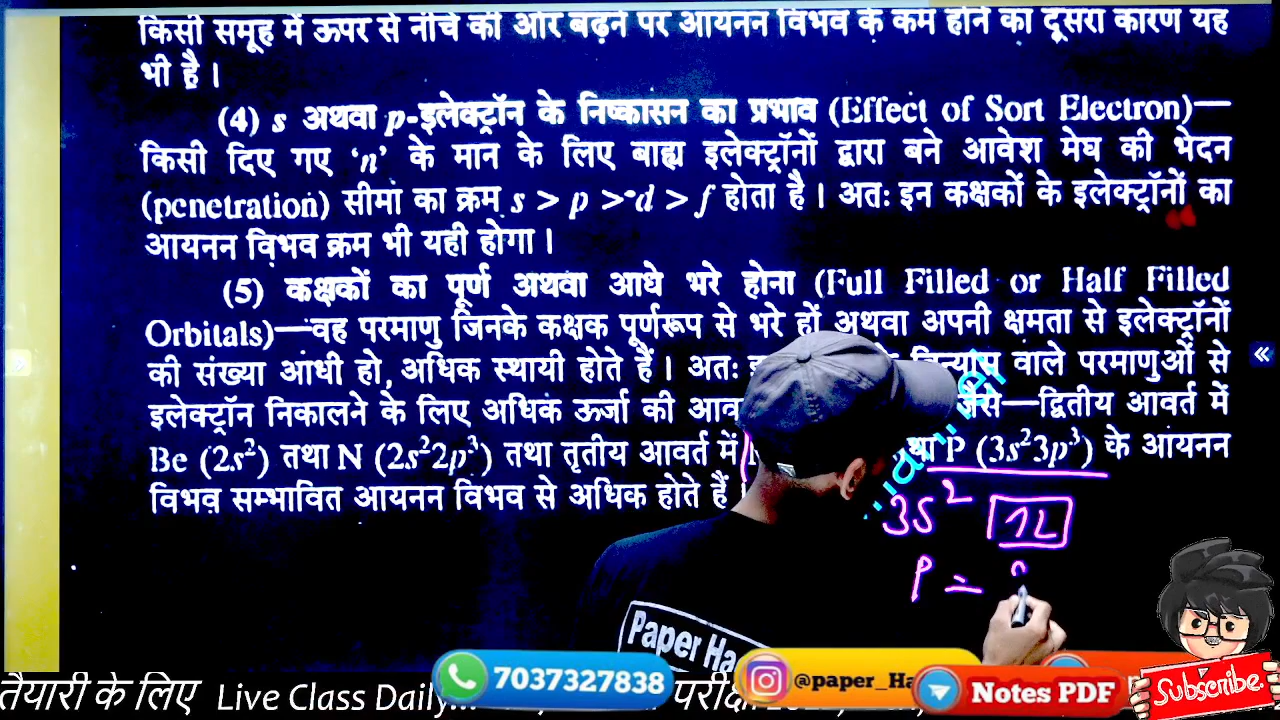 किसी समूह में ऊपर से नीचे की ओर बढ़ने पर आयनन विभव के कम होने का दूसरा कारण यह
भी है ।
(4) s अथवा p-इलेक्ट्रॉन के निष्कासन का प्रभाव (Effect of Sort Electron)—
किसी दिए गए ‘n’ के मान के लिए बाह्य इलेक्ट्रॉनों द्वारा बने आवेश मेघ की भेदन
(penetration) सीमा का क्रम s > p > d > f होता है । अतः इन कक्षकों के इलेक्ट्रॉनों का
आयनन विभव क्रम भी यही होगा ।
(5) कक्षकों का पूर्ण अथवा आधे भरे होना (Full Filled or Half Filled
Orbitals)—वह परमाणु जिनके कक्षक पूर्णरूप से भरे हों अथवा अपनी क्षमता से इलेक्ट्रॉनों
की संख्या आधी हो, अधिक स्थायी होते हैं । अतः विन्यास वाले परमाणुओं से
इलेक्ट्रॉन निकालने के लिए अधिक ऊर्जा की जैसे—द्वितीय आवर्त में
Be (2s²) तथा N (2s²2p³) तथा तृतीय आवर्त में P (3s²3p³) के आयनन
विभव सम्भावित आयनन विभव से अधिक होते हैं ।
3s² 1L
P =
Paper Ha
7037327838 @paper_Ha Notes PDF Subscribe.
तैयारी के लिए Live Class Daily...